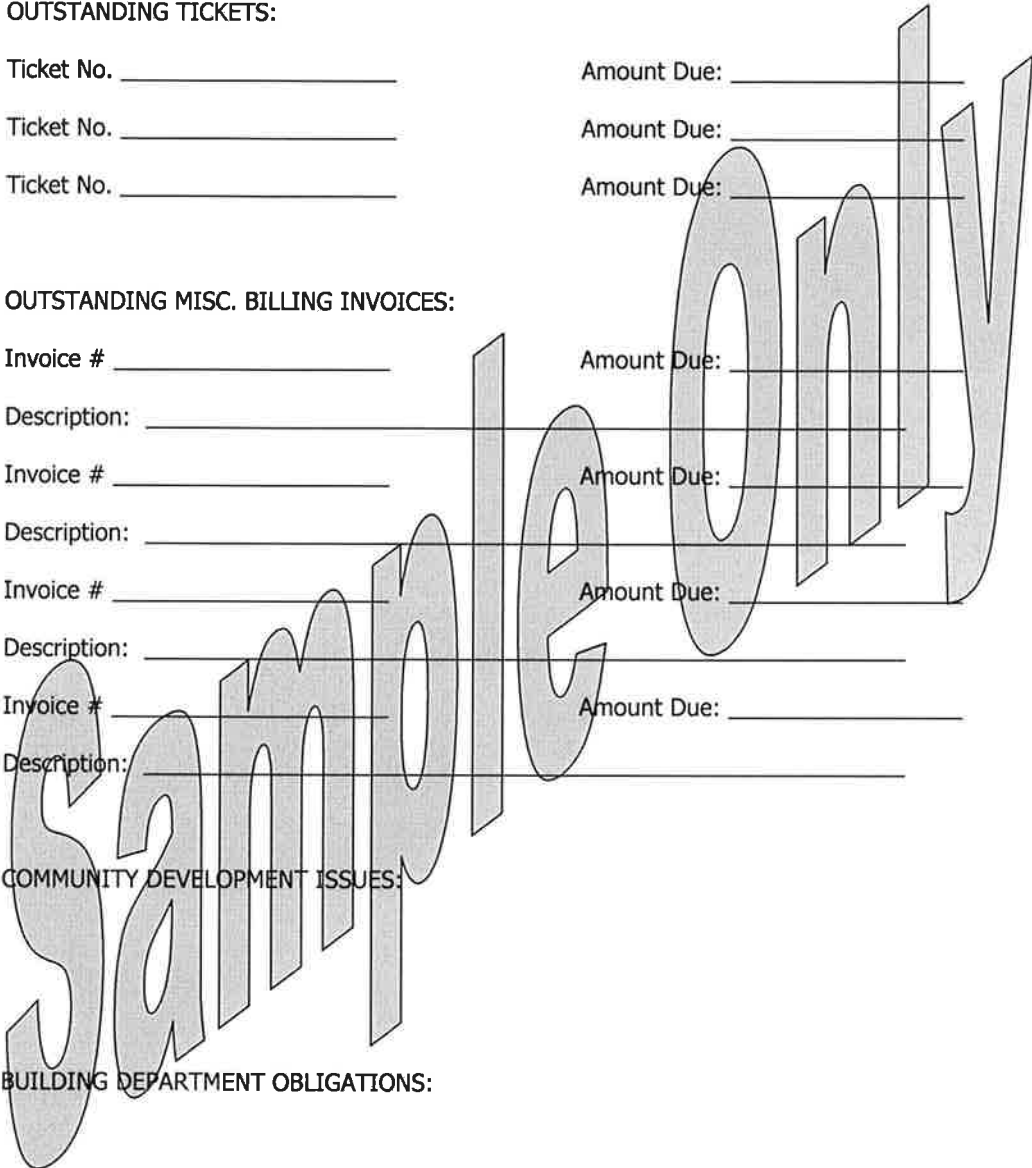 OUTSTANDING TICKETS:
Ticket No. Amount Due:
Ticket No. Amount Due:
Ticket No. Amount Due:
OUTSTANDING MISC. BILLING INVOICES:
Invoice # Amount Due:
Description:
Invoice # Amount Due:
Description:
Invoice # Amount Due:
Description:
Invoice # Amount Due:
Description:
COMMUNITY DEVELOPMENT ISSUES:
BUILDING DEPARTMENT OBLIGATIONS:
Sample only